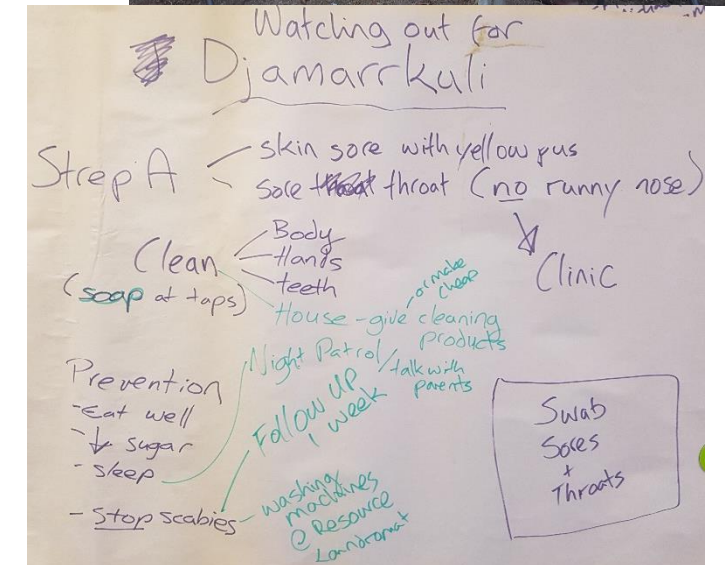 Watching out for
Djamarrkuli
Strep A
skin sore with yellow pus
sore throat (no runny nose)
Clinic
Clean
(soap at taps)
Body
Hands
teeth
House - give cleaning products
or make cheap
Night Patrol / talk with parents
Prevention
- Eat well
- ↓ sugar
- sleep
- Stop scabies
Follow up
1 week
washing
machines
@ Resource
Laundromat
Swab
Sores
+
Throats